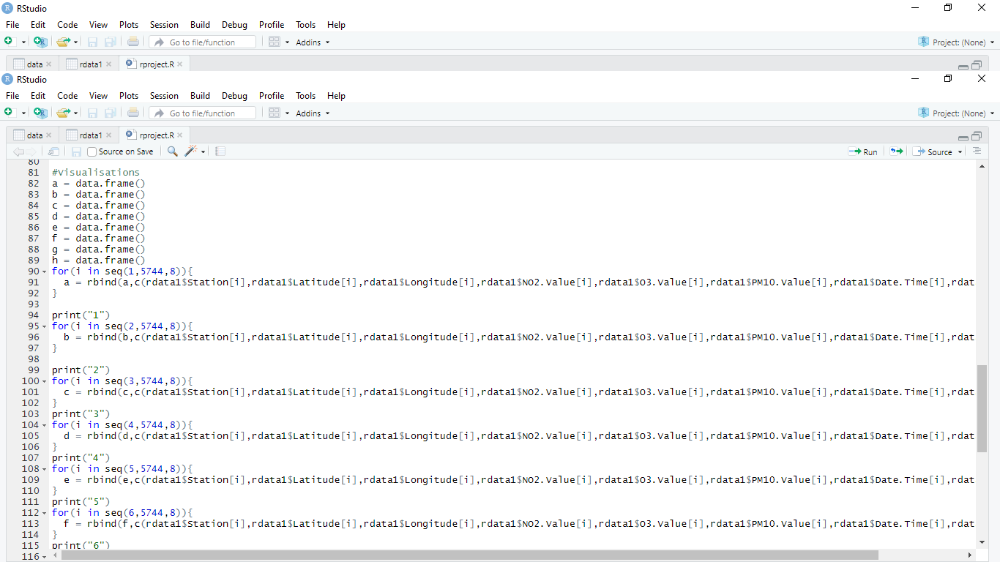 RStudio
File Edit Code View Plots Session Build Debug Profile Tools Help
Go to file/function Addins Project: (None)
data rdata1 rproject.R
RStudio
File Edit Code View Plots Session Build Debug Profile Tools Help
Go to file/function Addins Project: (None)
data rdata1 rproject.R
Source on Save Run Source
80
81 #Visualisations
82 a = data.frame()
83 b = data.frame()
84 c = data.frame()
85 d = data.frame()
86 e = data.frame()
87 f = data.frame()
88 g = data.frame()
89 h = data.frame()
90 for(i in seq(1,5744,8)){
91 a = rbind(a,c(rdata1$Station[i],rdata1$Latitude[i],rdata1$Longitude[i],rdata1$NO2.Value[i],rdata1$O3.Value[i],rdata1$PM10.Value[i],rdata1$Date.Time[i],rdat
92 }
93
94 print("1")
95 for(i in seq(2,5744,8)){
96 b = rbind(b,c(rdata1$Station[i],rdata1$Latitude[i],rdata1$Longitude[i],rdata1$NO2.Value[i],rdata1$O3.Value[i],rdata1$PM10.Value[i],rdata1$Date.Time[i],rdat
97 }
98
99 print("2")
100 for(i in seq(3,5744,8)){
101 c = rbind(c,c(rdata1$Station[i],rdata1$Latitude[i],rdata1$Longitude[i],rdata1$NO2.Value[i],rdata1$O3.Value[i],rdata1$PM10.Value[i],rdata1$Date.Time[i],rdat
102 }
103 print("3")
104 for(i in seq(4,5744,8)){
105 d = rbind(d,c(rdata1$Station[i],rdata1$Latitude[i],rdata1$Longitude[i],rdata1$NO2.Value[i],rdata1$O3.Value[i],rdata1$PM10.Value[i],rdata1$Date.Time[i],rdat
106 }
107 print("4")
108 for(i in seq(5,5744,8)){
109 e = rbind(e,c(rdata1$Station[i],rdata1$Latitude[i],rdata1$Longitude[i],rdata1$NO2.Value[i],rdata1$O3.Value[i],rdata1$PM10.Value[i],rdata1$Date.Time[i],rdat
110 }
111 print("5")
112 for(i in seq(6,5744,8)){
113 f = rbind(f,c(rdata1$Station[i],rdata1$Latitude[i],rdata1$Longitude[i],rdata1$NO2.Value[i],rdata1$O3.Value[i],rdata1$PM10.Value[i],rdata1$Date.Time[i],rdat
114 }
115 print("6")
116